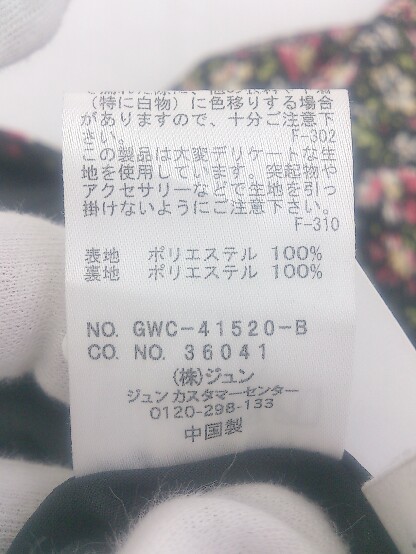 （特に白物）に色移りする場合
がありますので、十分ご注意下
さい。
F-302
この製品は大変デリケートな生
地を使用しています。突起物や
アクセサリーなどで生地を引っ
掛けないようにご注意下さい。
F-310
表地 ポリエステル 100%
裏地 ポリエステル 100%
NO. GWC-41520-B
CO. NO. 36041
(株)ジュン
ジュン カスタマーセンター
0120-298-133
中国製